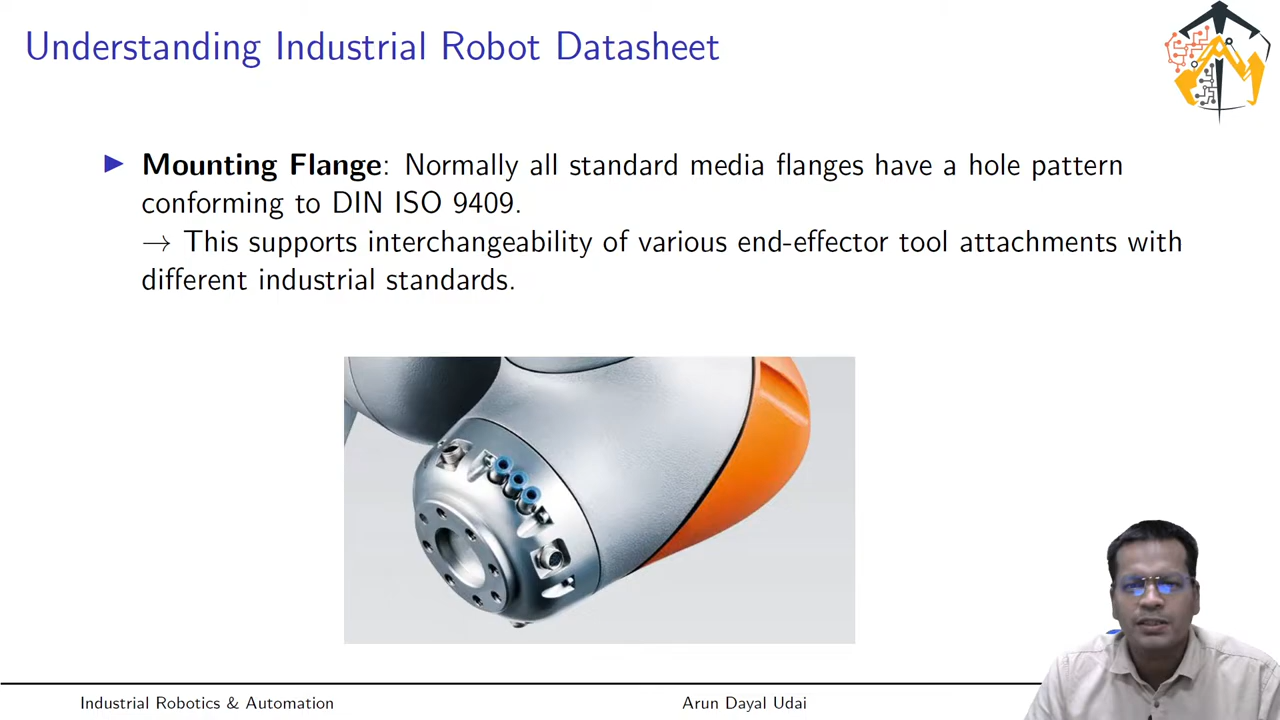 Understanding Industrial Robot Datasheet
▶ Mounting Flange: Normally all standard media flanges have a hole pattern
conforming to DIN ISO 9409.
→ This supports interchangeability of various end-effector tool attachments with
different industrial standards.
Industrial Robotics & Automation
Arun Dayal Udai